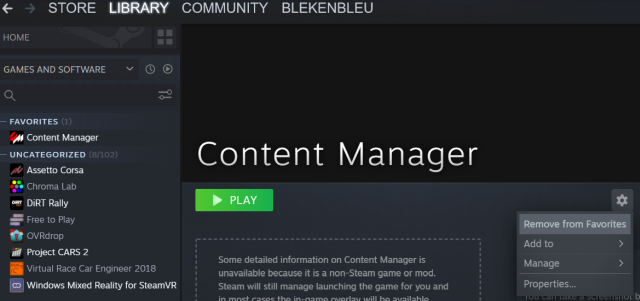 STORE LIBRARY COMMUNITY BLEKENBLEU
HOME
GAMES AND SOFTWARE
FAVORITES (1)
Content Manager
UNCATEGORIZED (8/102)
Assetto Corsa
Chroma Lab
DiRT Rally
Free to Play
OVRdrop
Project CARS 2
Virtual Race Car Engineer 2018
Windows Mixed Reality for SteamVR
Content Manager
PLAY
Remove from Favorites
Add to
Manage
Properties...
Some detailed information on Content Manager is
unavailable because it is a non-Steam game or mod.
Steam will still manage launching the game for you and
in most cases the in-game overlay will be available.
You can take a screenshot